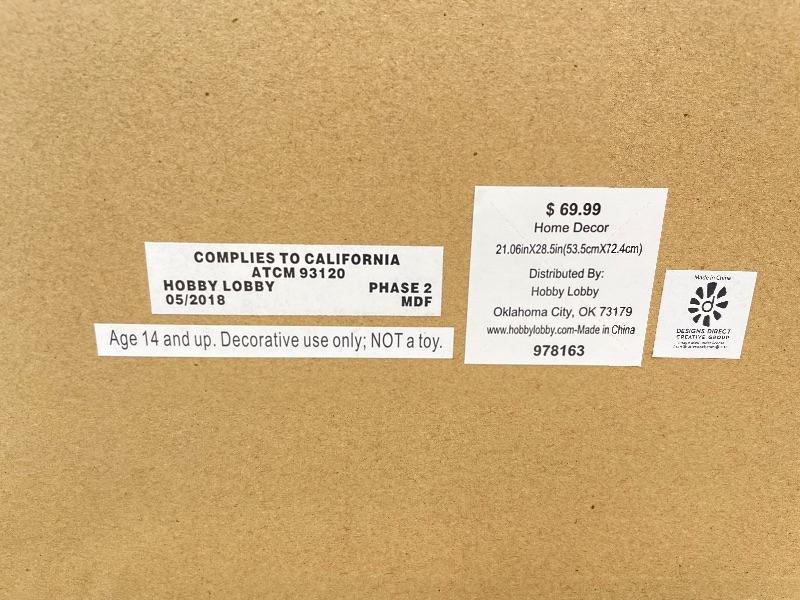 COMPLIES TO CALIFORNIA
ATCM 93120
HOBBY LOBBY PHASE 2
05/2018 MDF
Age 14 and up. Decorative use only; NOT a toy.
$ 69.99
Home Decor
21.06inX28.5in(53.5cmX72.4cm)
Distributed By:
Hobby Lobby
Oklahoma City, OK 73179
www.hobbylobby.com-Made in China
978163
Made in China
d
DESIGNS DIRECT
CREATIVE GROUP